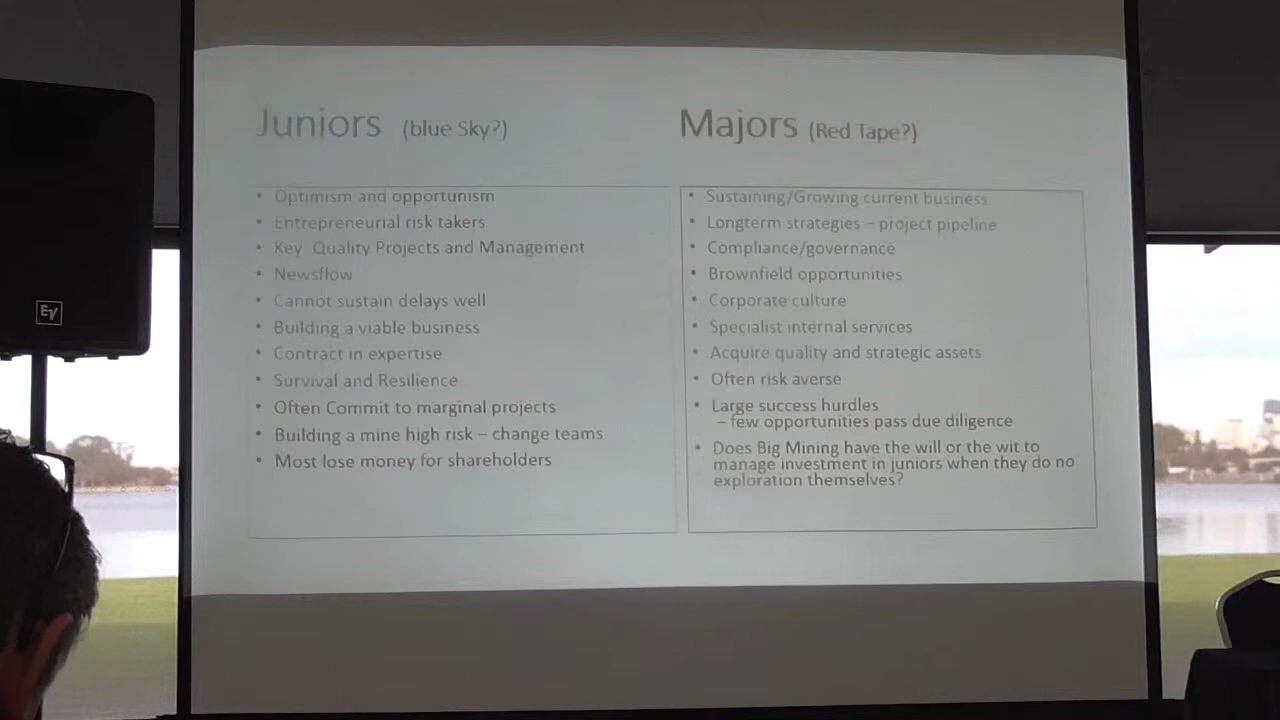 Juniors (blue Sky?)
• Optimism and opportunism
• Entrepreneurial risk takers
• Key Quality Projects and Management
• Newsflow
• Cannot sustain delays well
• Building a viable business
• Contract in expertise
• Survival and Resilience
• Often Commit to marginal projects
• Building a mine high risk – change teams
• Most lose money for shareholders
Majors (Red Tape?)
• Sustaining/Growing current business
• Longterm strategies – project pipeline
• Compliance/governance
• Brownfield opportunities
• Corporate culture
• Specialist internal services
• Acquire quality and strategic assets
• Often risk averse
• Large success hurdles
– few opportunities pass due diligence
• Does Big Mining have the will or the wit to
manage investment in juniors when they do no
exploration themselves?
EV